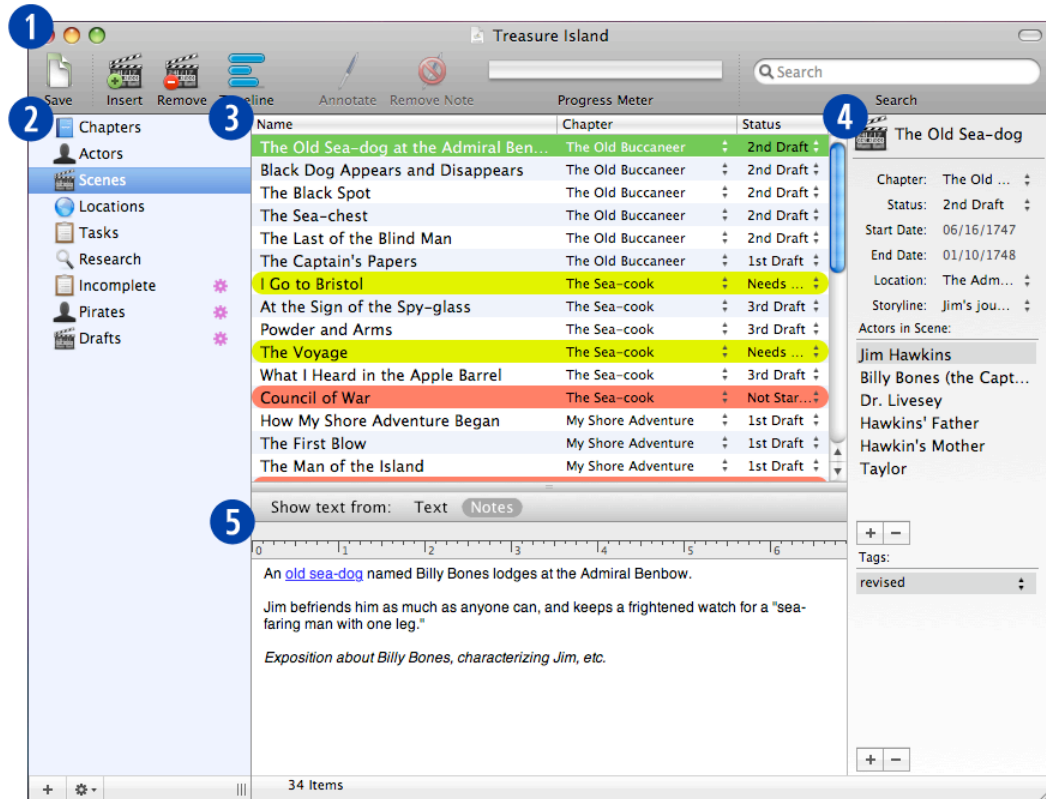 1
Treasure Island
Search
Save Insert Remove Timeline Annotate Remove Note Progress Meter Search
2
Chapters
Actors
Scenes
Locations
Tasks
Research
Incomplete
Pirates
Drafts
3
Name Chapter Status
The Old Sea-dog at the Admiral Ben... The Old Buccaneer 2nd Draft
Black Dog Appears and Disappears The Old Buccaneer 2nd Draft
The Black Spot The Old Buccaneer 2nd Draft
The Sea-chest The Old Buccaneer 2nd Draft
The Last of the Blind Man The Old Buccaneer 2nd Draft
The Captain's Papers The Old Buccaneer 1st Draft
I Go to Bristol The Sea-cook Needs ...
At the Sign of the Spy-glass The Sea-cook 3rd Draft
Powder and Arms The Sea-cook 3rd Draft
The Voyage The Sea-cook Needs ...
What I Heard in the Apple Barrel The Sea-cook 3rd Draft
Council of War The Sea-cook Not Star...
How My Shore Adventure Began My Shore Adventure 1st Draft
The First Blow My Shore Adventure 1st Draft
The Man of the Island My Shore Adventure 1st Draft
4
The Old Sea-dog
Chapter: The Old ...
Status: 2nd Draft
Start Date: 06/16/1747
End Date: 01/10/1748
Location: The Adm...
Storyline: Jim's jou...
Actors in Scene:
Jim Hawkins
Billy Bones (the Capt...
Dr. Livesey
Hawkins' Father
Hawkin's Mother
Taylor
+ −
Tags:
revised
+ −
5
Show text from: Text Notes
0 1 2 3 4 5 6
An old sea-dog named Billy Bones lodges at the Admiral Benbow.
Jim befriends him as much as anyone can, and keeps a frightened watch for a "sea-
faring man with one leg."
Exposition about Billy Bones, characterizing Jim, etc.
+
34 Items